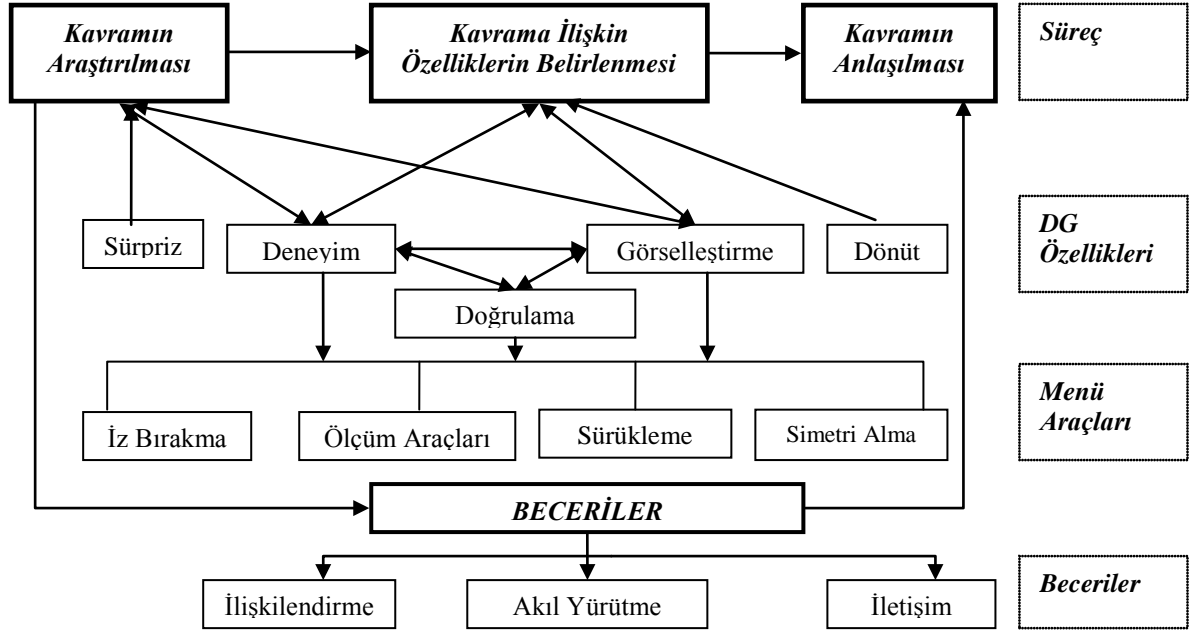 Kavramın
Araştırılması
Kavrama İlişkin
Özelliklerin Belirlenmesi
Kavramın
Anlaşılması
Süreç
Sürpriz
Deneyim
Görselleştirme
Dönüt
DG
Özellikleri
Doğrulama
İz Bırakma
Ölçüm Araçları
Sürükleme
Simetri Alma
Menü
Araçları
BECERİLER
İlişkilendirme
Akıl Yürütme
İletişim
Beceriler